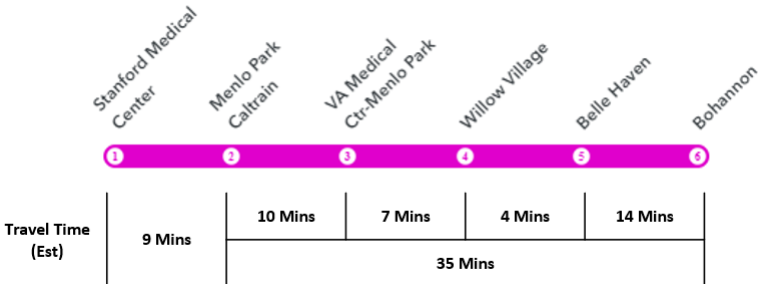 Stanford Medical
Center
Menlo Park
Caltrain
VA Medical
Ctr-Menlo Park
Willow Village
Belle Haven
Bohannon
1 2 3 4 5 6
Travel Time
(Est)
9 Mins
10 Mins 7 Mins 4 Mins 14 Mins
35 Mins